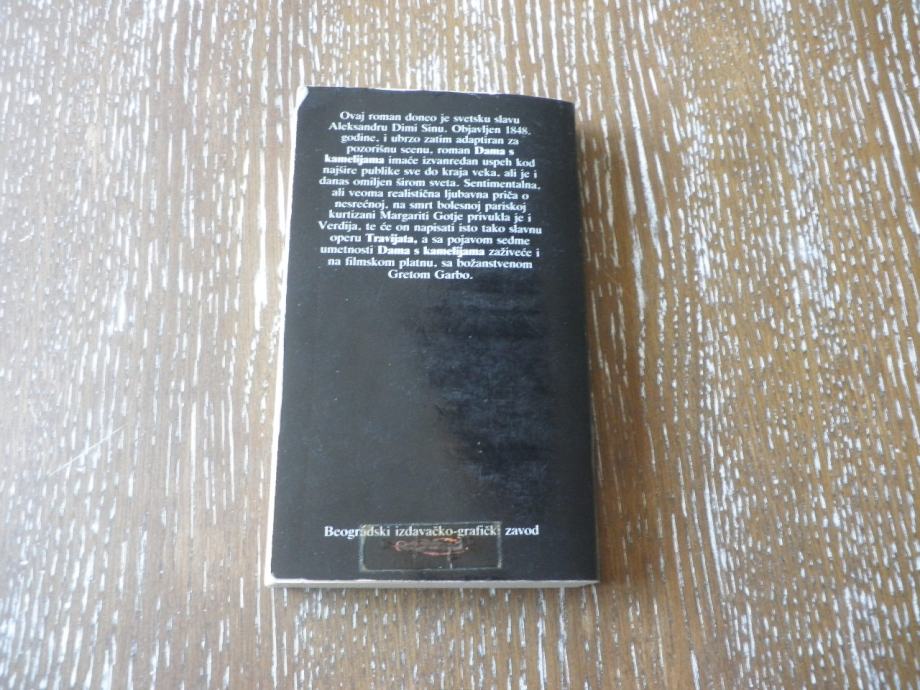 Ovaj roman doneo je svetsku slavu
Aleksandru Dimi Sinu. Objavljen 1848.
godine, i ubrzo zatim adaptiran za
pozorišnu scenu, roman Dama s
kamelijama imaće izvanredan uspeh kod
najšire publike sve do kraja veka, ali je i
danas omiljen širom sveta. Sentimentalna,
ali veoma realistična ljubavna priča o
nesrećnoj, na smrt bolesnoj pariskoj
kurtizani Margariti Gotje privukla je i
Verdija, te će on napisati isto tako slavnu
operu Travijata, a sa pojavom sedme
umetnosti Dama s kamelijama zaživeće i
na filmskom platnu, sa božanstvenom
Gretom Garbo.
Beogradski izdavačko-grafički zavod